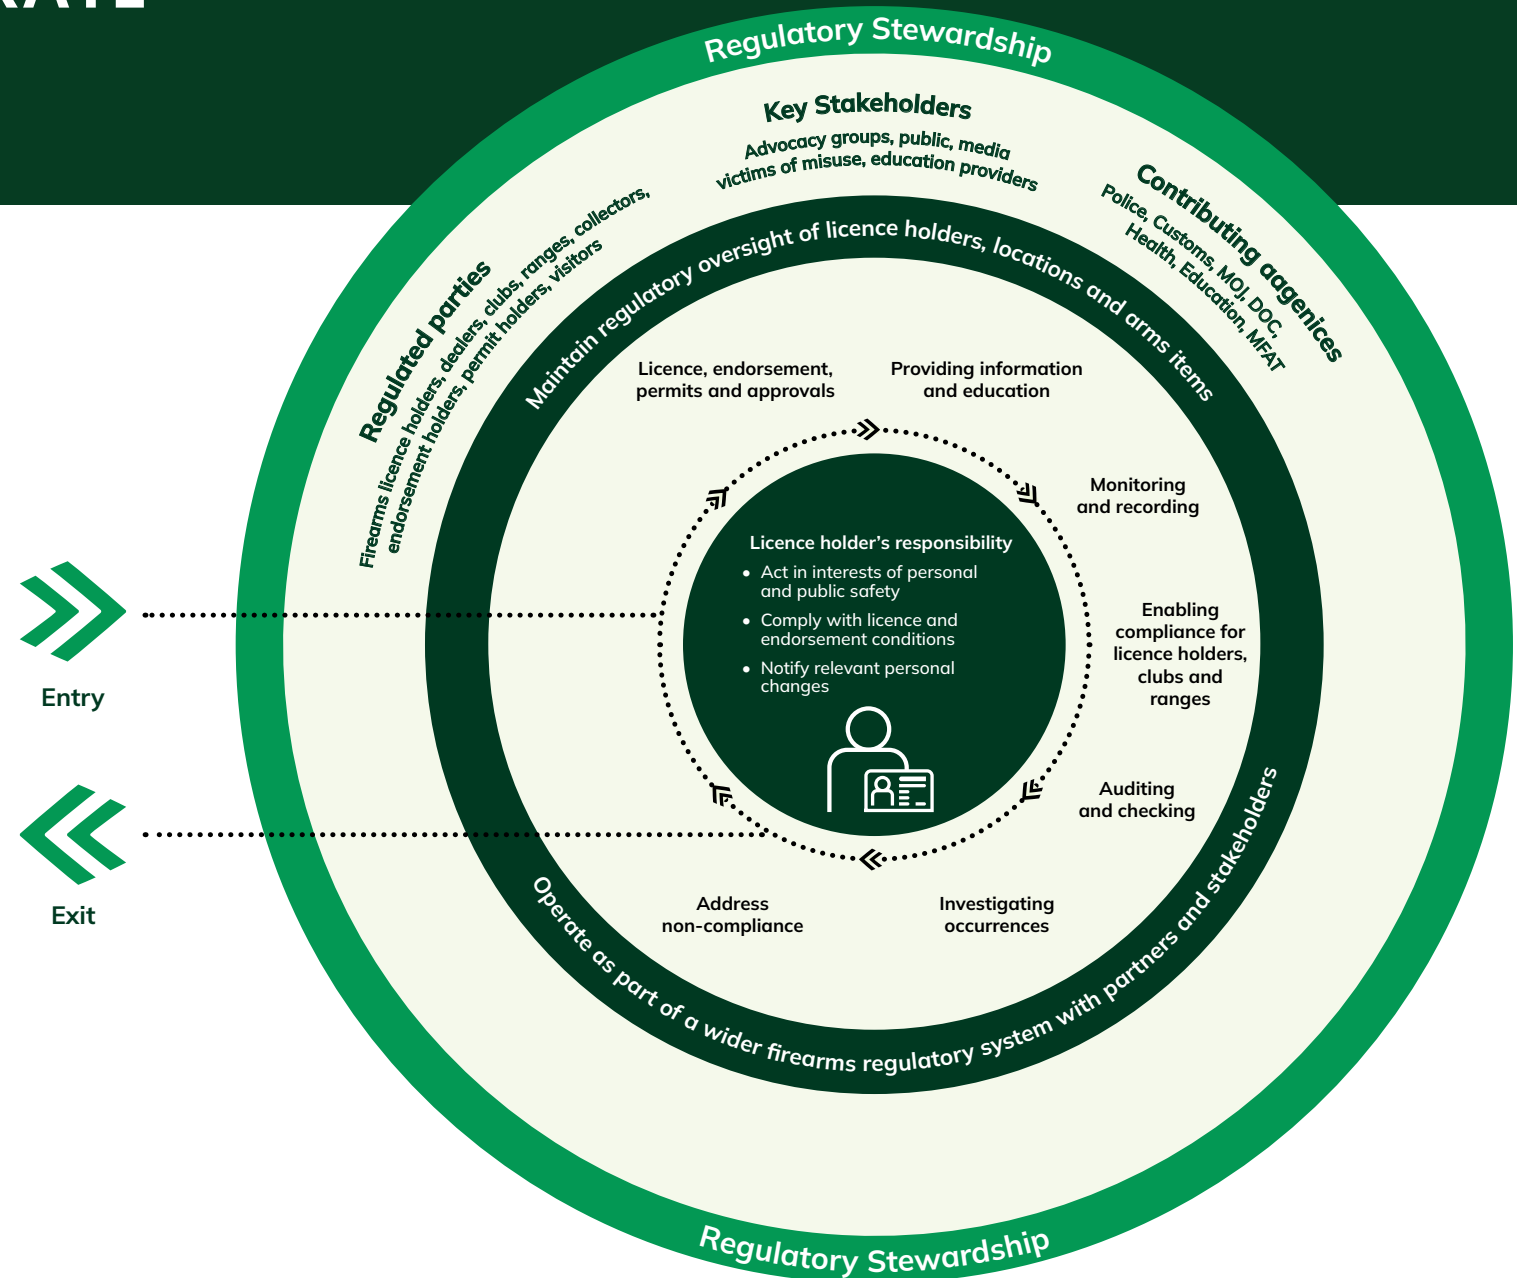 Regulatory Stewardship
Key Stakeholders
Advocacy groups, public, media
victims of misuse, education providers
Contributing aagenices
Police, Customs, MOJ, DOC,
Health, Education, MFAT
Regulated parties
Firearms licence holders, dealers, clubs, ranges, collectors,
endorsement holders, permit holders, visitors
Maintain regulatory oversight of licence holders, locations and arms items
Licence, endorsement,
permits and approvals
Providing information
and education
Monitoring
and recording
Enabling
compliance for
licence holders,
clubs and
ranges
Auditing
and checking
Investigating
occurrences
Address
non-compliance
Licence holder’s responsibility
• Act in interests of personal
and public safety
• Comply with licence and
endorsement conditions
• Notify relevant personal
changes
Entry
Exit
Operate as part of a wider firearms regulatory system with partners and stakeholders
Regulatory Stewardship